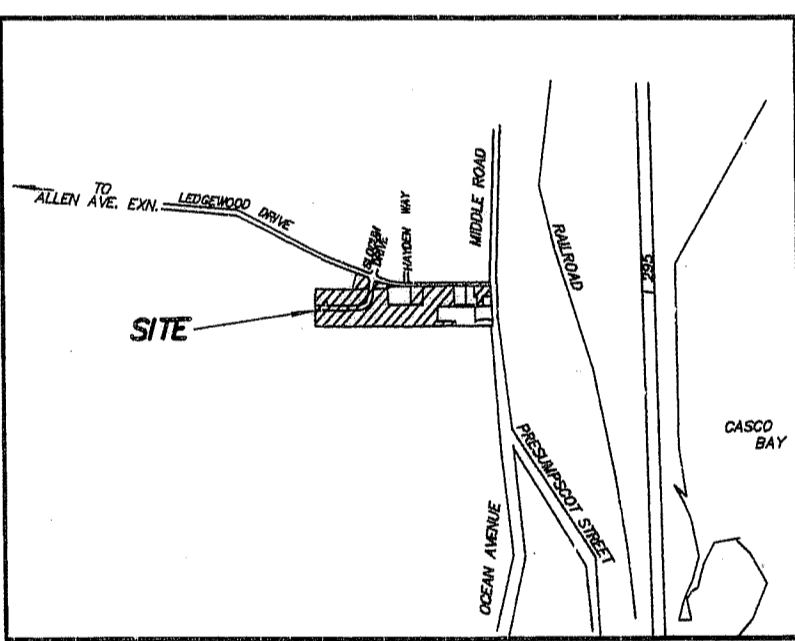 TO
ALLEN AVE. EXN.
LEDGEWOOD DRIVE
DRIVE
HAYDEN WAY
MIDDLE ROAD
RAILROAD
I 295
SITE
CASCO
BAY
PRESUMPSCOT STREET
OCEAN AVENUE